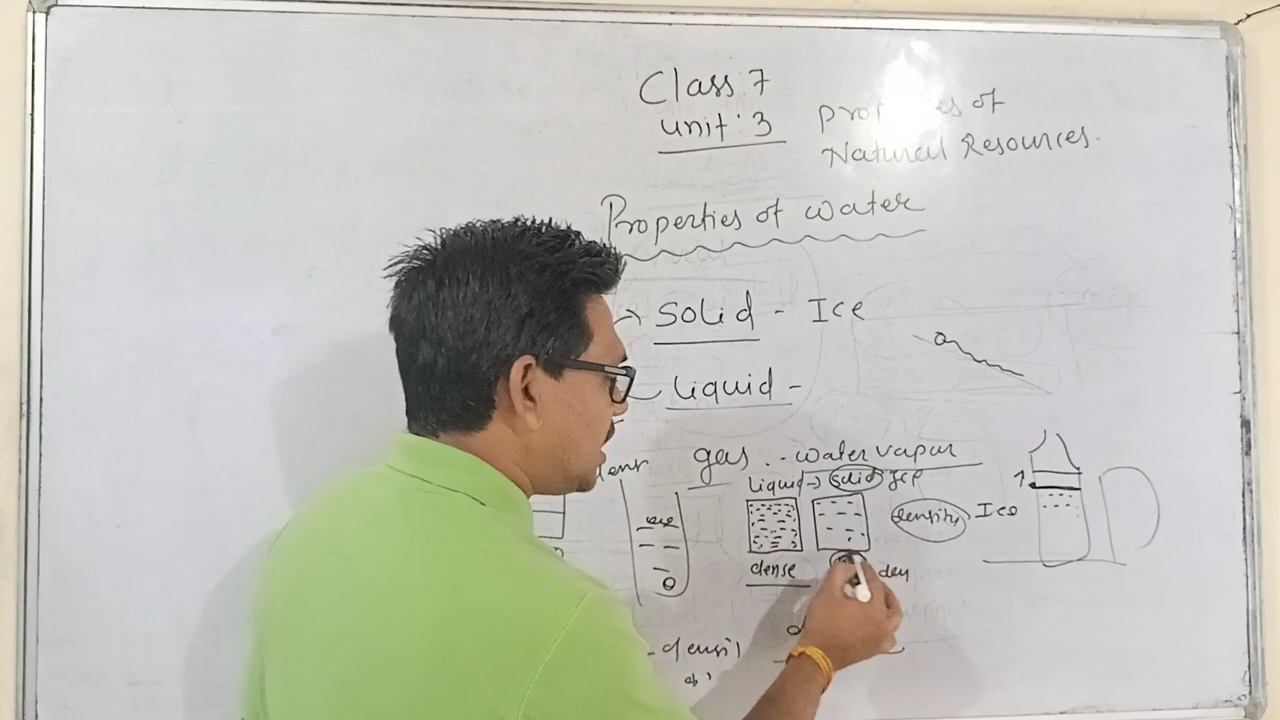 Class 7
unit: 3
of
Natural Resources.
Properties of water
Solid - Ice
Liquid -
gas -- water vapur
Liquid → solid
density Ice
dense